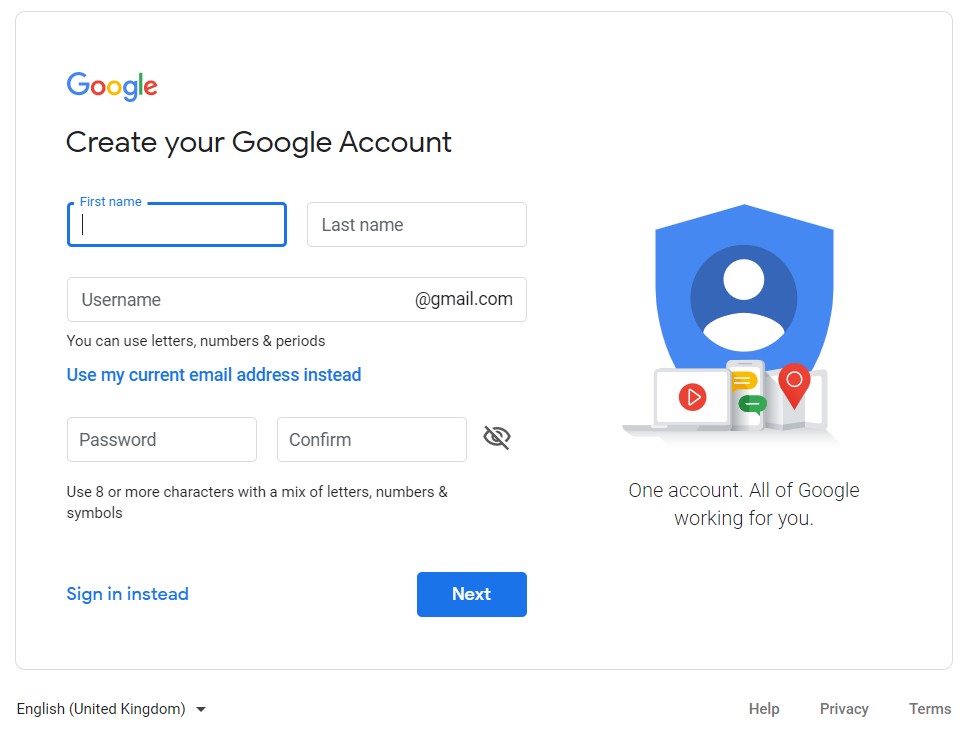 Google
Create your Google Account
First name
Last name
Username
@gmail.com
You can use letters, numbers & periods
Use my current email address instead
Password
Confirm
Use 8 or more characters with a mix of letters, numbers &
symbols
Sign in instead
Next
One account. All of Google
working for you.
English (United Kingdom)
Help
Privacy
Terms